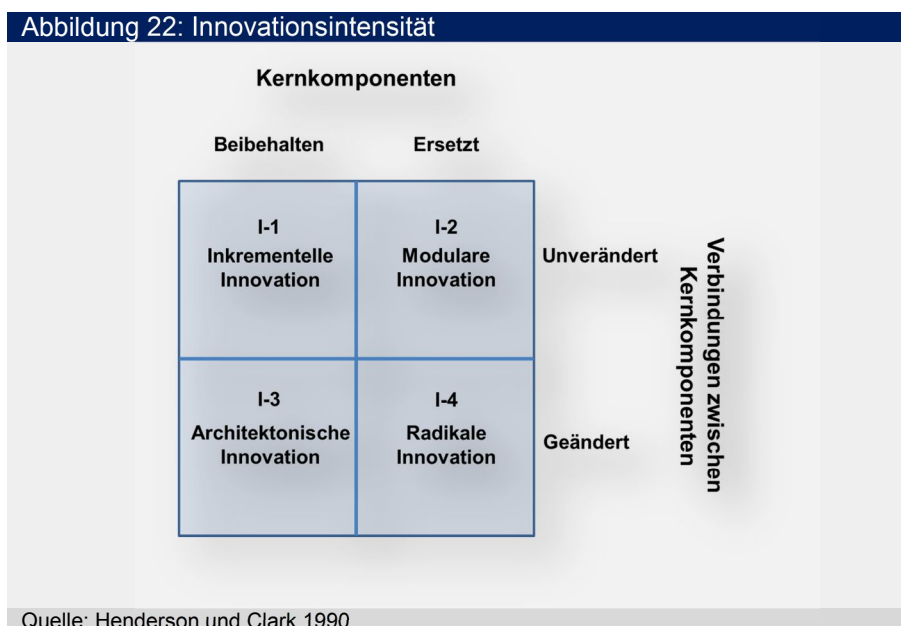 Abbildung 22: Innovationsintensität
Kernkomponenten
Beibehalten Ersetzt
I-1
Inkrementelle
Innovation
I-2
Modulare
Innovation
Unverändert
I-3
Architektonische
Innovation
I-4
Radikale
Innovation
Geändert
Verbindungen zwischen
Kernkomponenten
Quelle: Henderson und Clark 1990